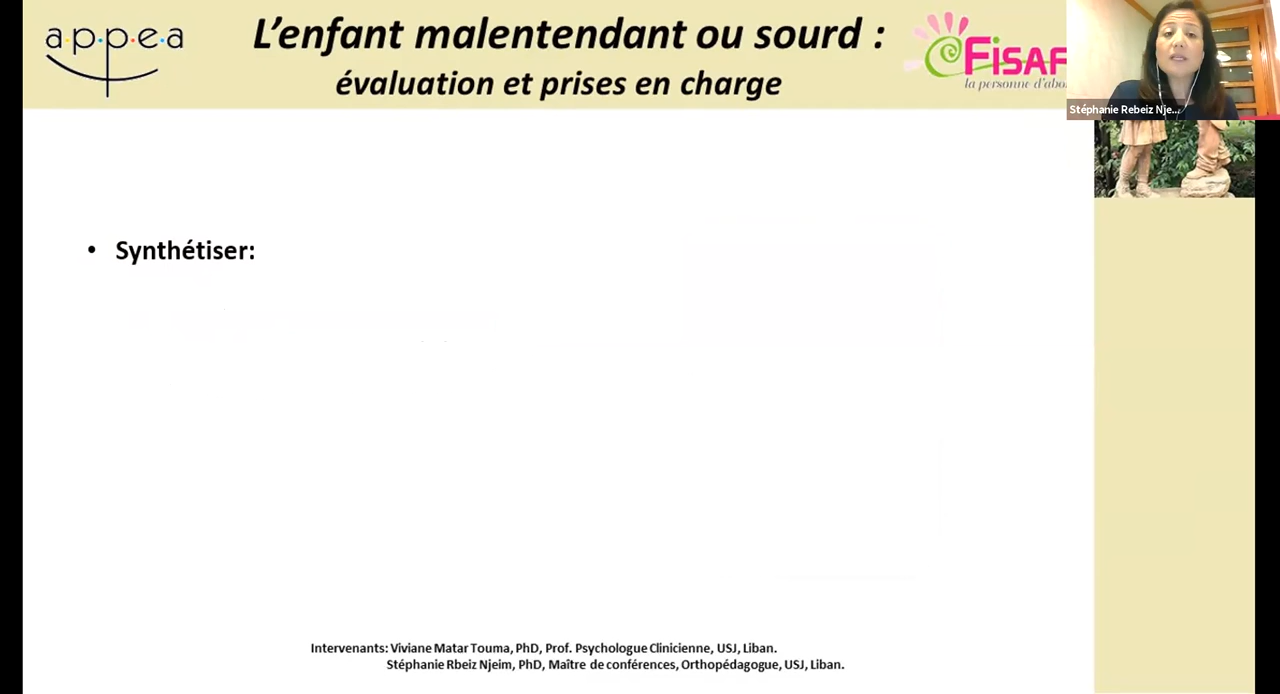 a·p·p·e·a
L'enfant malentendant ou sourd :
évaluation et prises en charge
FISAF
la personne d'abo
Stéphanie Rebeiz Nje...
• Synthétiser:
Intervenants: Viviane Matar Touma, PhD, Prof. Psychologue Clinicienne, USJ, Liban.
Stéphanie Rbeiz Njeim, PhD, Maître de conférences, Orthopédagogue, USJ, Liban.